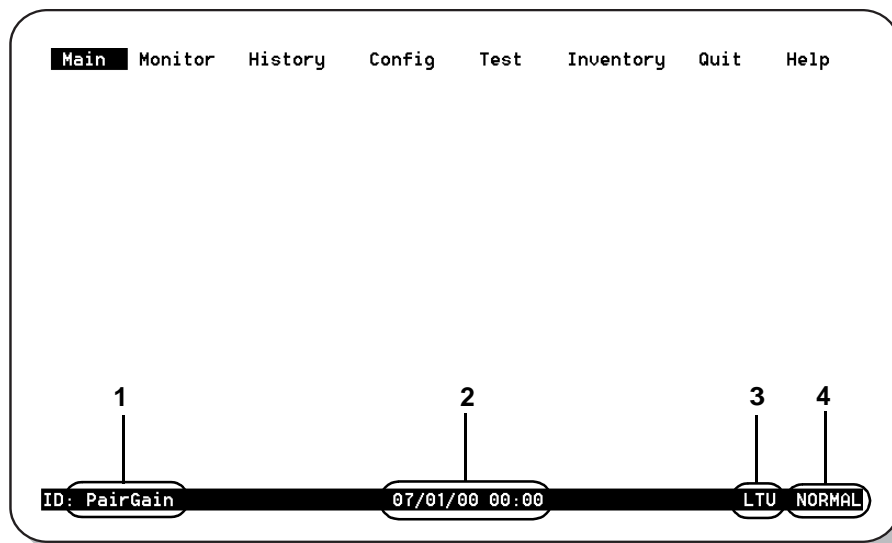 Main Monitor History Config Test Inventory Quit Help
1 2 3 4
ID: PairGain 07/01/00 00:00 LTU NORMAL